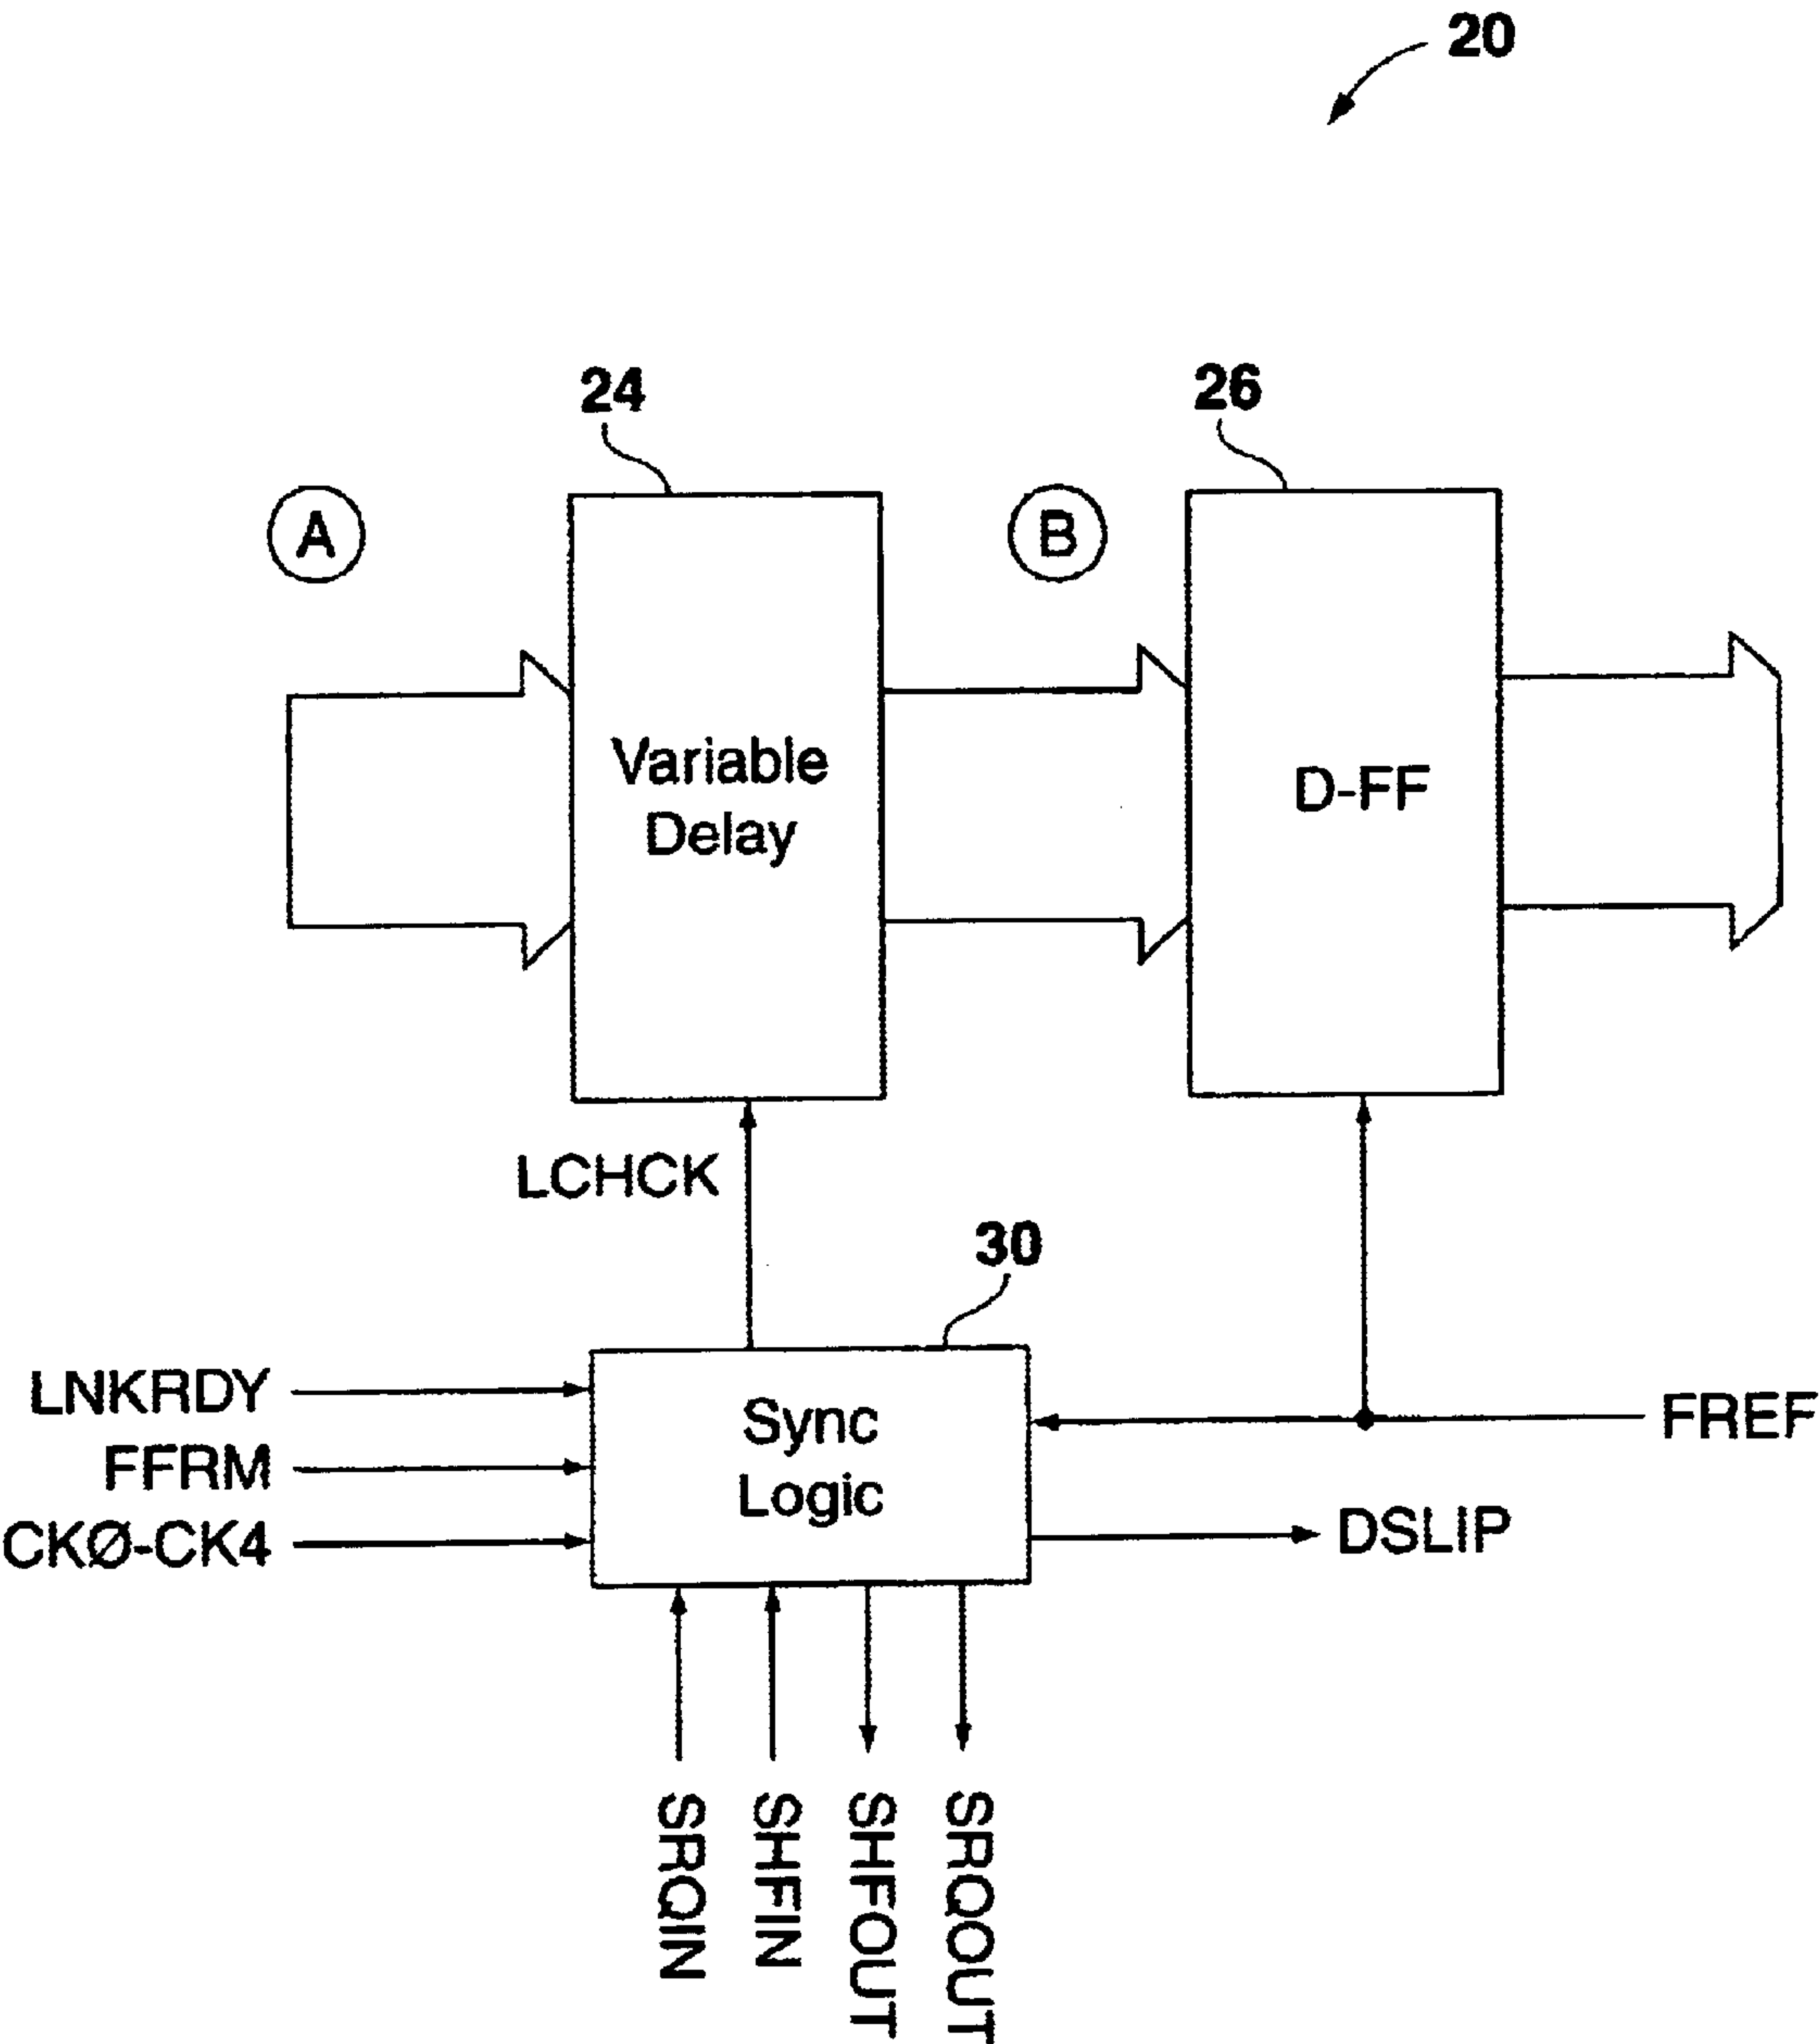 20
24
26
A
B
Variable
Delay
D-FF
LCHCK
30
LNKRDY
FFRM
CKØ-CK4
Sync
Logic
FREF
DSLIP
SRQIN
SHFIN
SHFOUT
SRQOUT